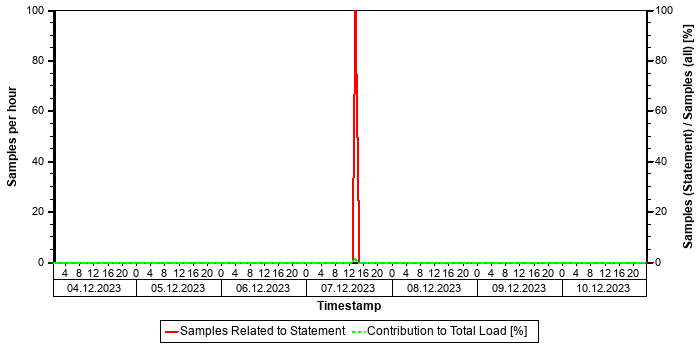 100
100
80
80
60
60
40
40
20
20
0
0
Samples per hour
Samples (Statement) / Samples (all) [%]
4 8 12 16 20 0 4 8 12 16 20 0 4 8 12 16 20 0 4 8 12 16 20 0 4 8 12 16 20 0 4 8 12 16 20 0 4 8 12 16 20
04.12.2023 05.12.2023 06.12.2023 07.12.2023 08.12.2023 09.12.2023 10.12.2023
Timestamp
Samples Related to Statement Contribution to Total Load [%]